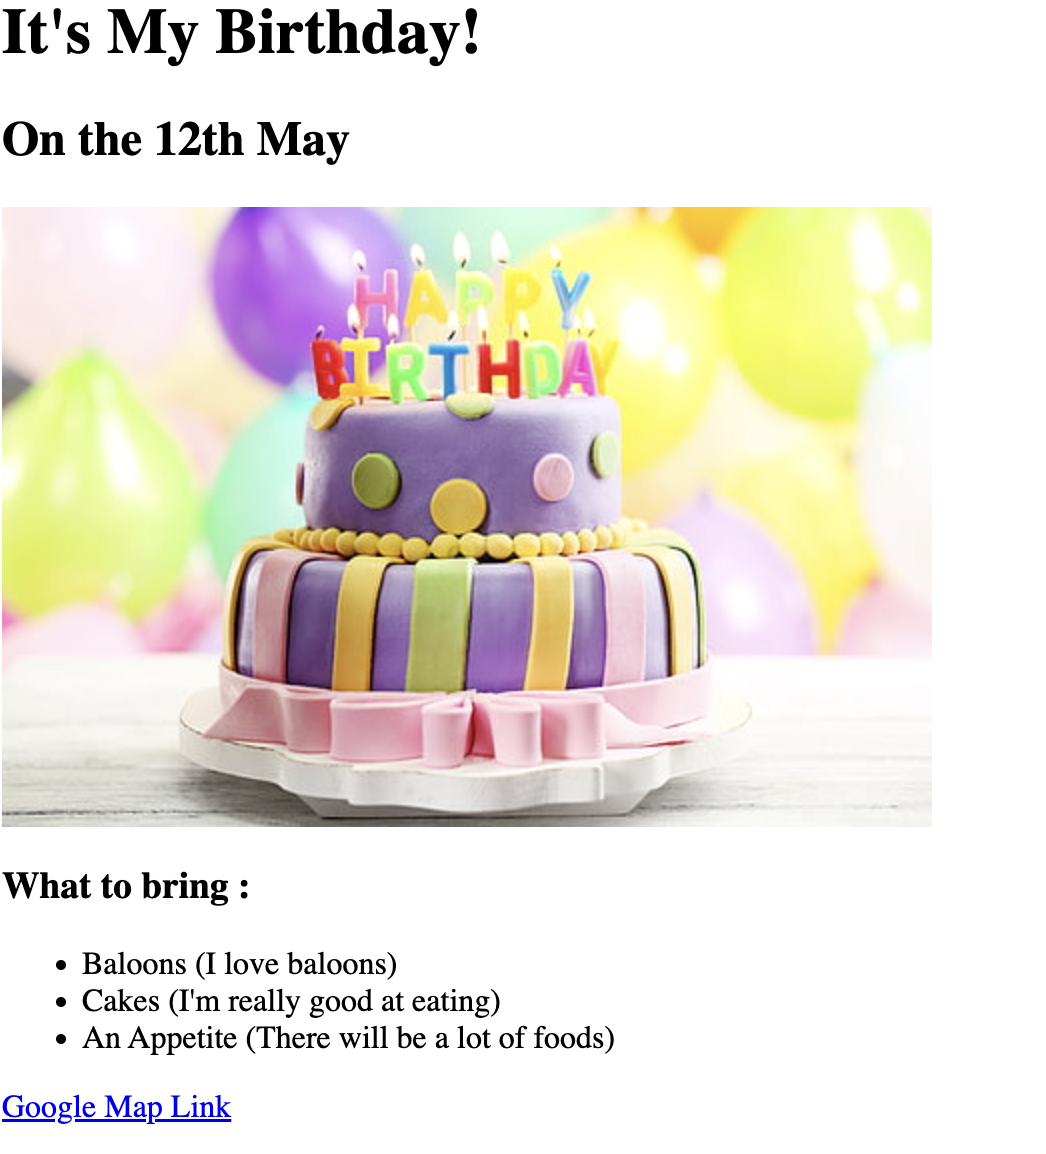 It's My Birthday!
On the 12th May
HAPPY
BIRTHDAY
What to bring :
Baloons (I love baloons)
Cakes (I'm really good at eating)
An Appetite (There will be a lot of foods)
Google Map Link